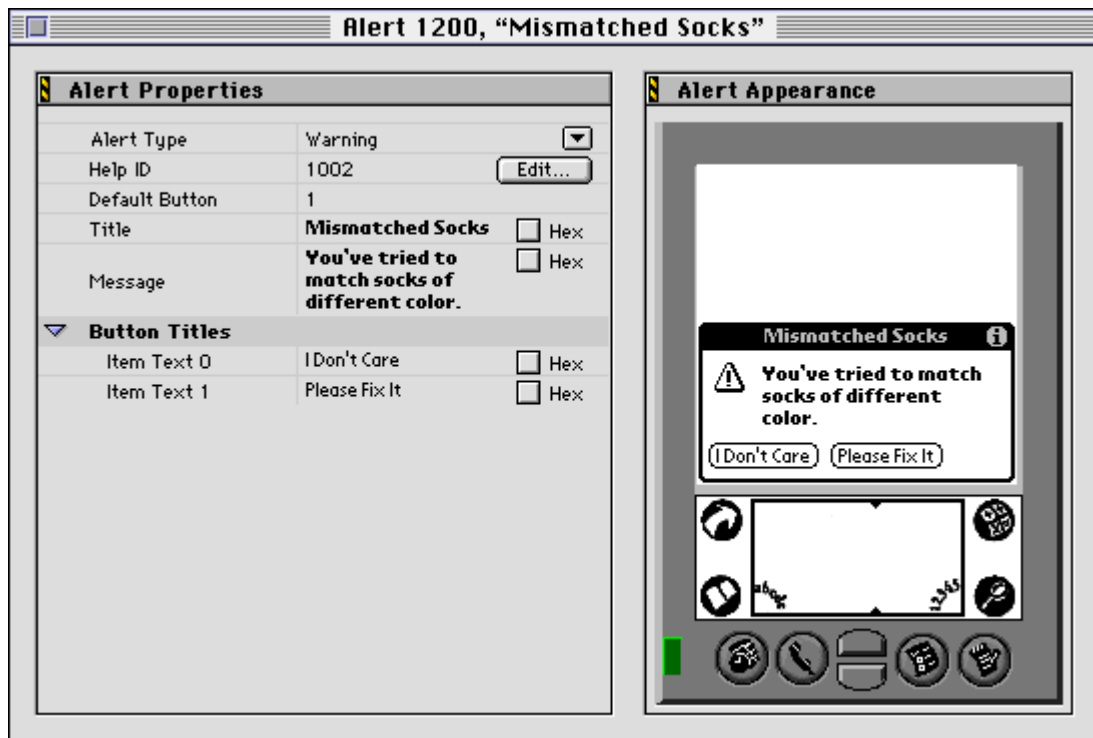 Alert 1200, “Mismatched Socks”
Alert Properties
Alert Type Warning
Help ID 1002 Edit...
Default Button 1
Title Mismatched Socks Hex
Message You've tried to match socks of different color. Hex
Button Titles
Item Text 0 I Don't Care Hex
Item Text 1 Please Fix It Hex
Alert Appearance
Mismatched Socks
You've tried to match
socks of different
color.
I Don't Care Please Fix It